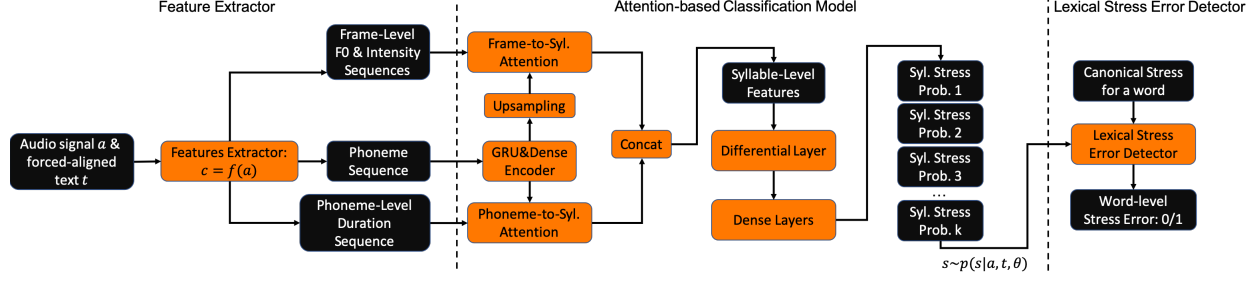 Feature Extractor
Attention-based Classification Model
Lexical Stress Error Detector
Audio signal a &
forced-aligned
text t
Features Extractor:
c = f(a)
Frame-Level
F0 & Intensity
Sequences
Phoneme
Sequence
Phoneme-Level
Duration
Sequence
Frame-to-Syl.
Attention
Upsampling
GRU&Dense
Encoder
Phoneme-to-Syl.
Attention
Concat
Syllable-Level
Features
Differential Layer
Dense Layers
Syl. Stress
Prob. 1
Syl. Stress
Prob. 2
Syl. Stress
Prob. 3
...
Syl. Stress
Prob. k
s~p(s|a, t, θ)
Canonical Stress
for a word
Lexical Stress
Error Detector
Word-level
Stress Error: 0/1